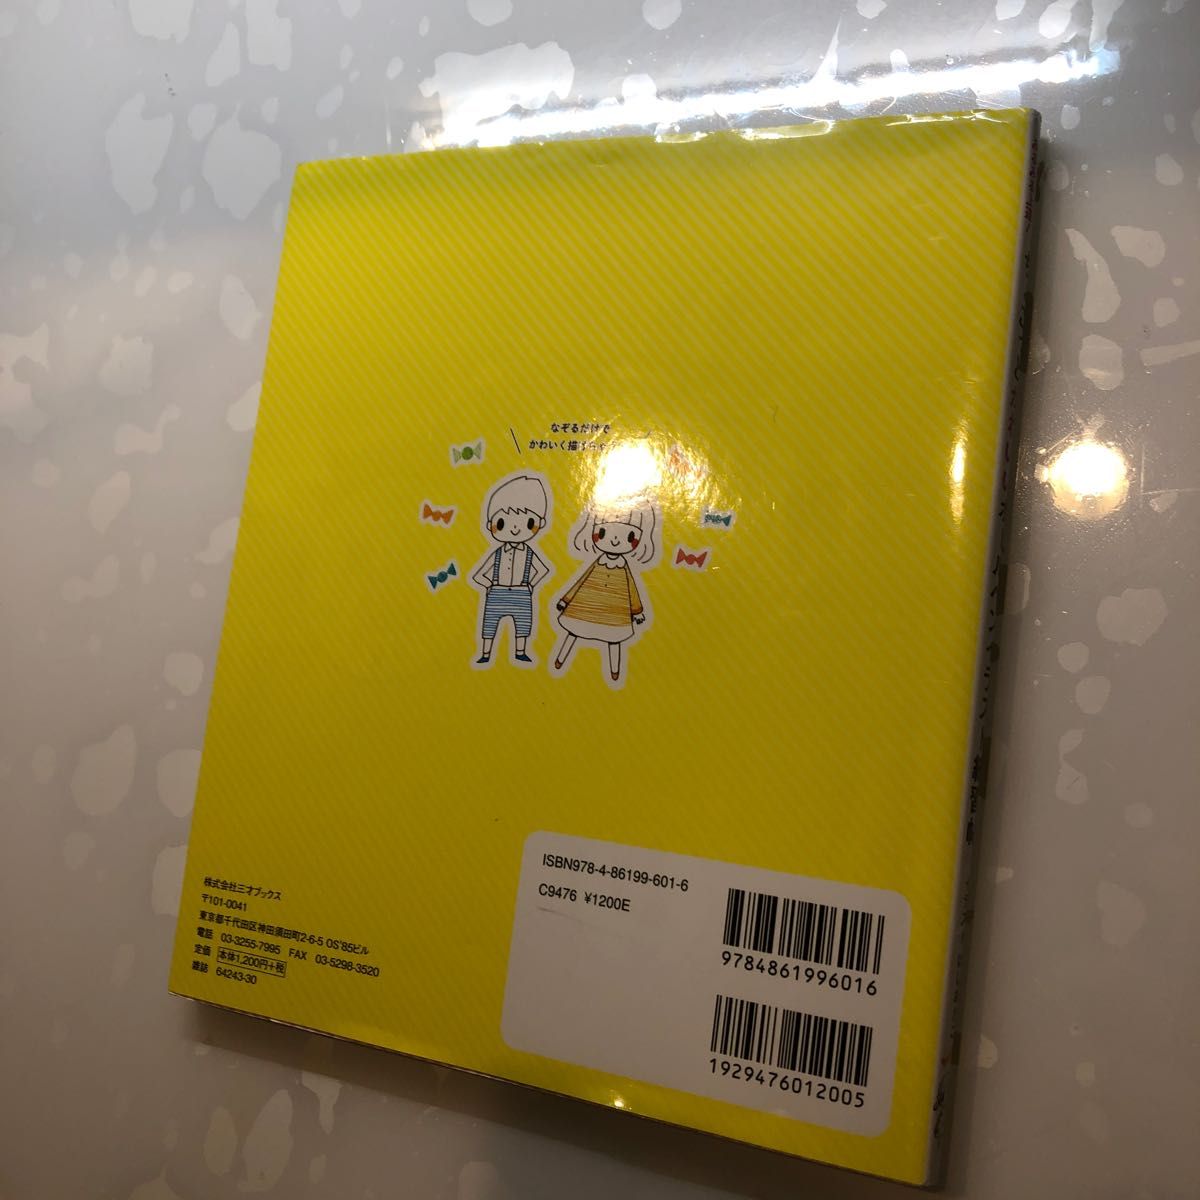 なぞるだけで
かわいく描け
ISBN978-4-86199-601-6
C9476 ¥1200E
9784861996016
1929476012005
株式会社三才ブックス
〒101-0041
東京都千代田区神田須田町2-6-5 OS'85ビル
電話 03-3255-7995 FAX 03-5298-3520
定価 本体1,200円+税
雑誌 64243-30